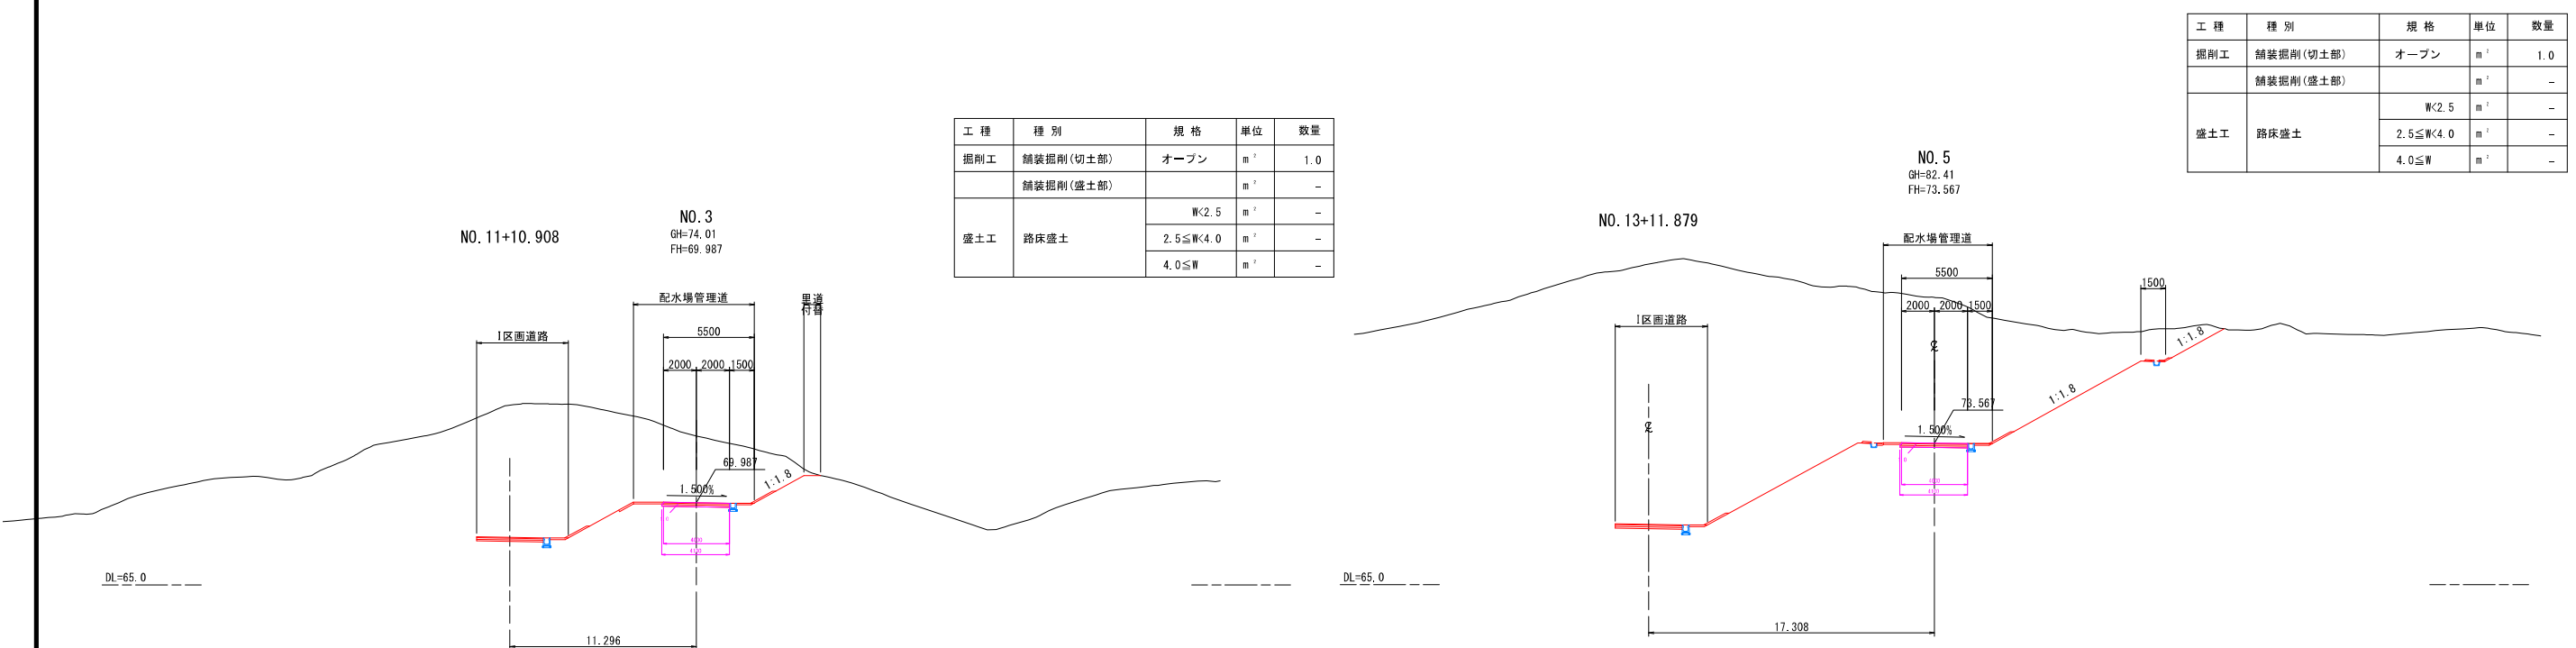 工 種 種 別 規 格 単位 数量
掘削工 舗装掘削(切土部) オープン m² 1.0
舗装掘削(盛土部) m² −
盛土工 路床盛土 W<2.5 m² −
2.5≦W<4.0 m² −
4.0≦W m² −
NO.11+10.908
NO.3
GH=74.01
FH=69.987
配水場管理道
里道
付替
I区画道路
5500
2000 2000 1500
69.987
1.500%
1:1.8
4000
4100
DL=65.0
11.296
工 種 種 別 規 格 単位 数量
掘削工 舗装掘削(切土部) オープン m² 1.0
舗装掘削(盛土部) m² −
盛土工 路床盛土 W<2.5 m² −
2.5≦W<4.0 m² −
4.0≦W m² −
NO.13+11.879
NO.5
GH=82.41
FH=73.567
配水場管理道
5500
1500
2000 2000 1500
I区画道路
1:1.8
1:1.8
73.567
1.500%
4000
4100
DL=65.0
17.308